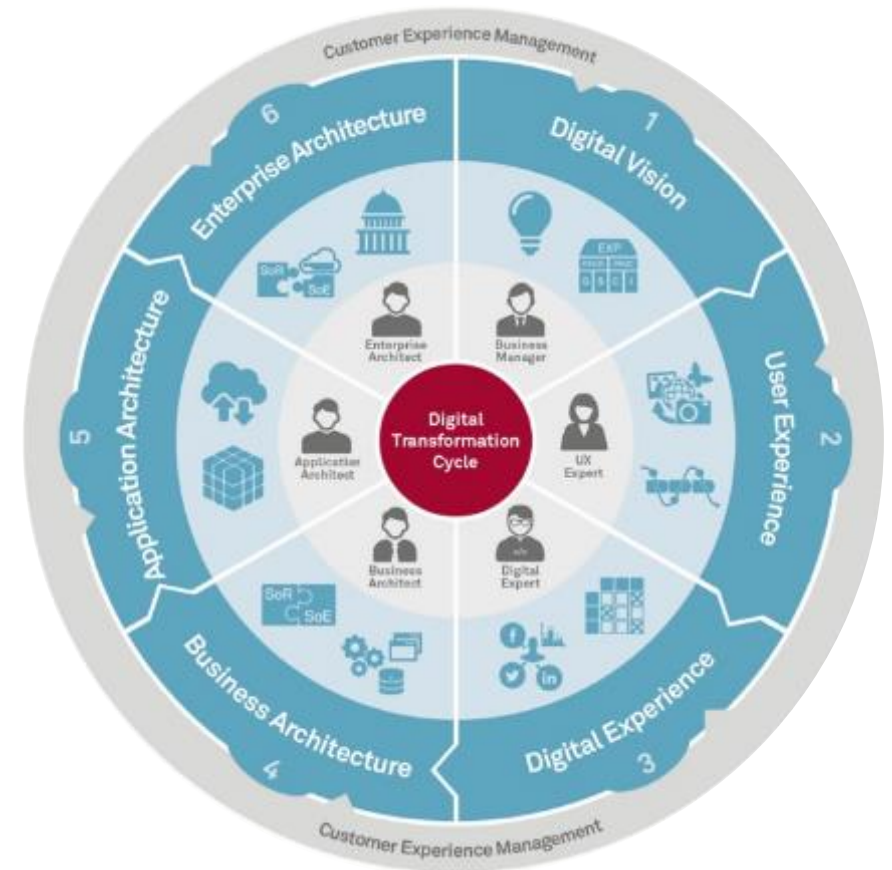 Customer Experience Management
1
Digital Vision
2
User Experience
3
Digital Experience
4
Business Architecture
5
Application Architecture
6
Enterprise Architecture
EXP
SoR
SoE
SoR
SoE
Enterprise
Architect
Business
Manager
UX
Expert
Digital
Expert
Business
Architect
Application
Architect
Digital
Transformation
Cycle
Customer Experience Management